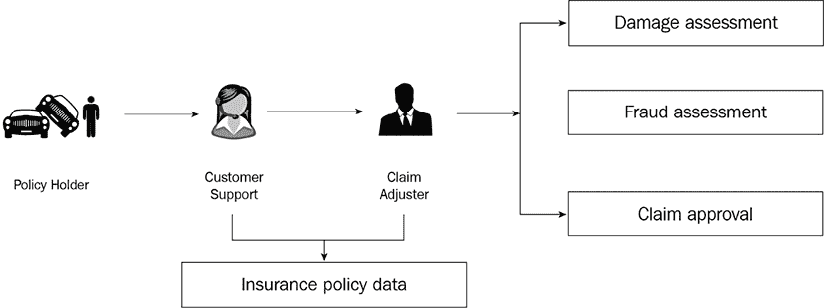 Damage assessment
Fraud assessment
Claim approval
Policy Holder
Customer
Support
Claim
Adjuster
Insurance policy data